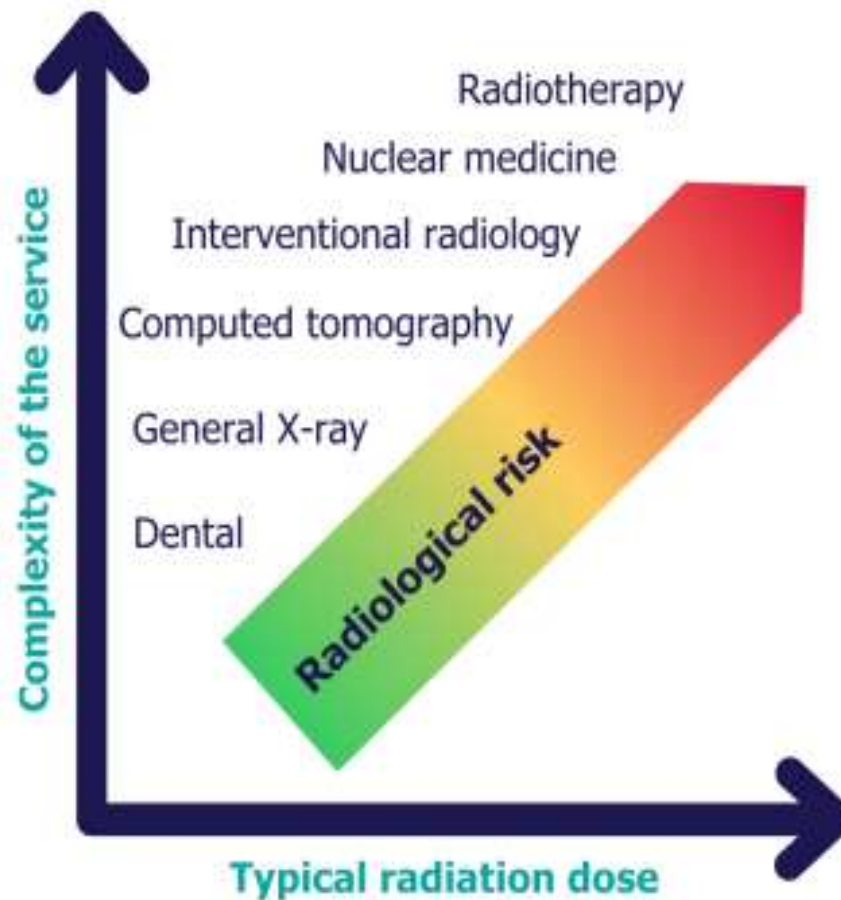 Radiotherapy
Nuclear medicine
Interventional radiology
Computed tomography
General X-ray
Dental
Radiological risk
Complexity of the service
Typical radiation dose